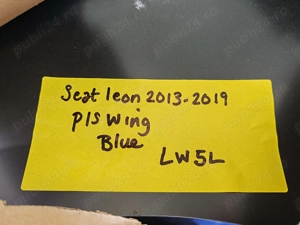 Seat leon 2013-2019
P/S wing
Blue
LW5L